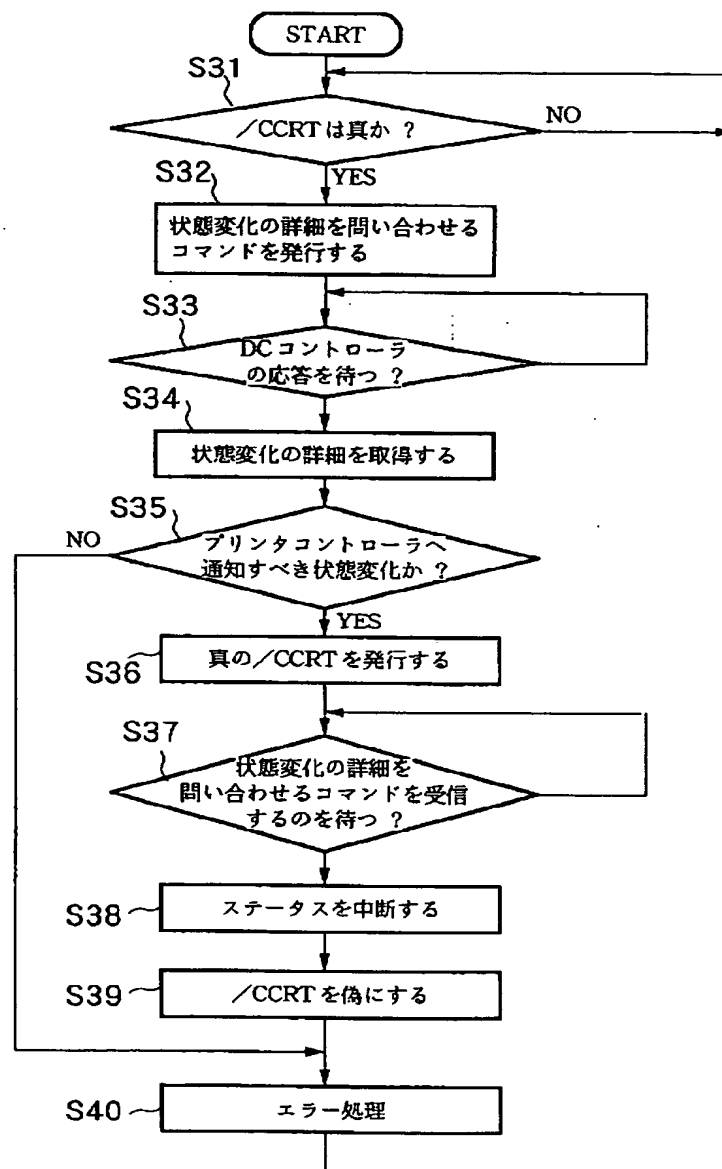 START
S31
／CCRTは真か ？
NO
YES
S32
状態変化の詳細を問い合わせる
コマンドを発行する
S33
DCコントローラ
の応答を待つ ？
S34
状態変化の詳細を取得する
S35
NO
プリンタコントローラへ
通知すべき状態変化か ？
YES
S36
真の／CCRTを発行する
S37
状態変化の詳細を
問い合わせるコマンドを受信
するのを待つ ？
S38
ステータスを中断する
S39
／CCRTを偽にする
S40
エラー処理